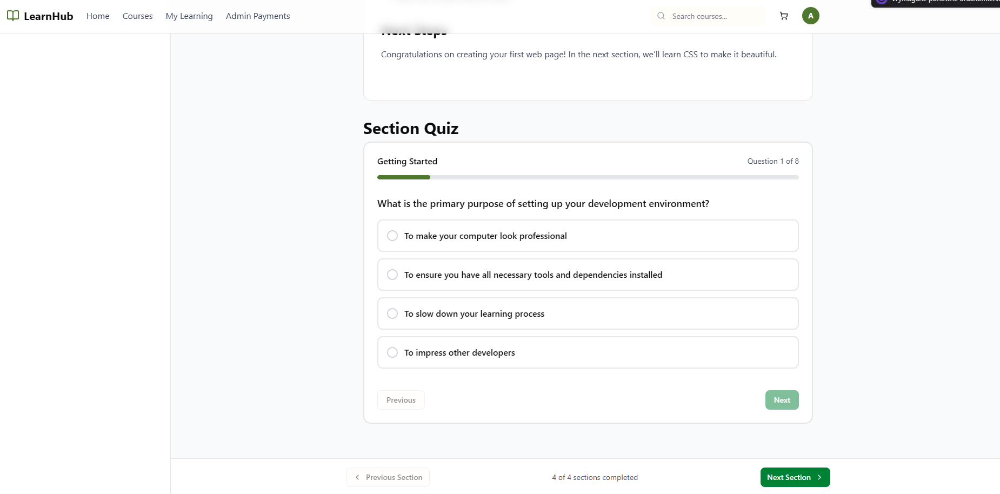 LearnHub
Home
Courses
My Learning
Admin Payments
Search courses...
A
Wymagane ponowne uruchomienie
Next Steps
Congratulations on creating your first web page! In the next section, we'll learn CSS to make it beautiful.
Section Quiz
Getting Started
Question 1 of 8
What is the primary purpose of setting up your development environment?
To make your computer look professional
To ensure you have all necessary tools and dependencies installed
To slow down your learning process
To impress other developers
Previous
Next
Previous Section
4 of 4 sections completed
Next Section